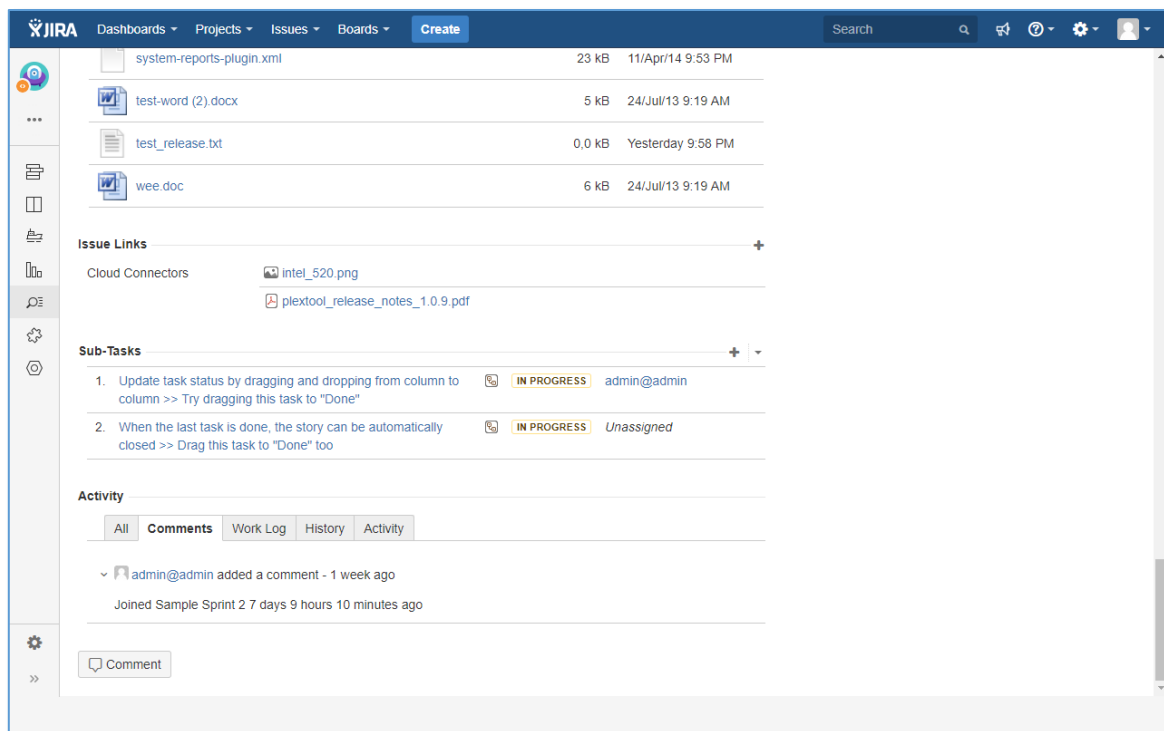 JIRA Dashboards Projects Issues Boards Create Search
system-reports-plugin.xml 23 kB 11/Apr/14 9:53 PM
test-word (2).docx 5 kB 24/Jul/13 9:19 AM
test_release.txt 0,0 kB Yesterday 9:58 PM
wee.doc 6 kB 24/Jul/13 9:19 AM
Issue Links
Cloud Connectors intel_520.png
plextool_release_notes_1.0.9.pdf
Sub-Tasks
1. Update task status by dragging and dropping from column to IN PROGRESS admin@admin
column >> Try dragging this task to "Done"
2. When the last task is done, the story can be automatically IN PROGRESS Unassigned
closed >> Drag this task to "Done" too
Activity
All Comments Work Log History Activity
admin@admin added a comment - 1 week ago
Joined Sample Sprint 2 7 days 9 hours 10 minutes ago
Comment